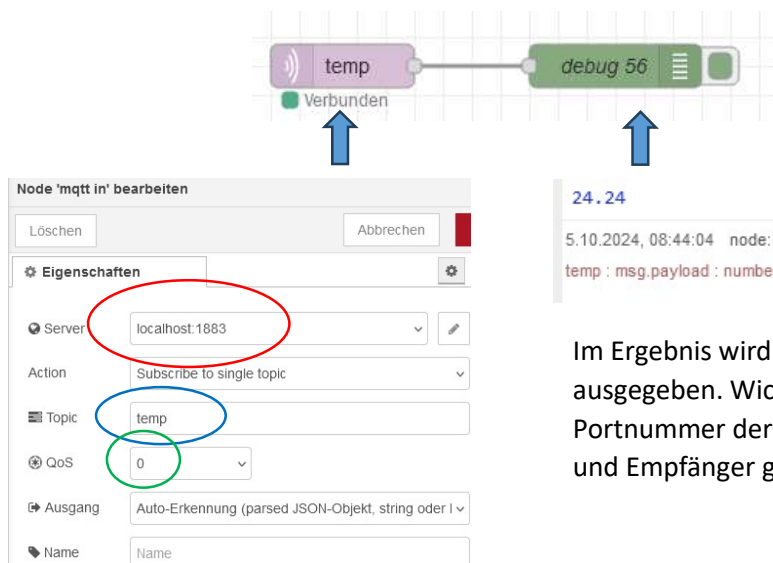 temp
debug 56
Verbunden
Node 'mqtt in' bearbeiten
Löschen
Abbrechen
Eigenschaften
Server
localhost:1883
Action
Subscribe to single topic
Topic
temp
QoS
0
Ausgang
Auto-Erkennung (parsed JSON-Objekt, string oder
Name
Name
24.24
5.10.2024, 08:44:04 node:
temp : msg.payload : numbe
Im Ergebnis wird
ausgegeben. Wic
Portnummer der
und Empfänger g